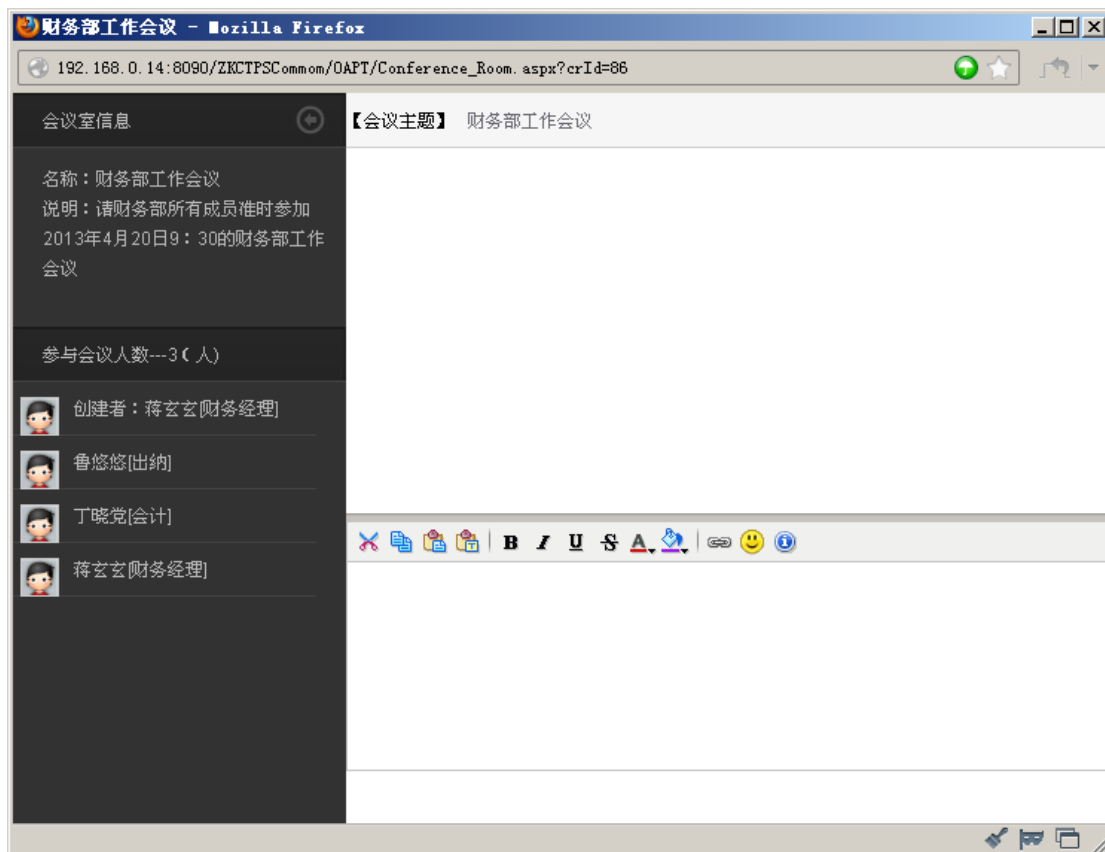 财务部工作会议 - Mozilla Firefox
192.168.0.14:8090/ZKCTPSCommom/OAPT/Conference_Room.aspx?crId=86
会议室信息
【会议主题】 财务部工作会议
名称：财务部工作会议
说明：请财务部所有成员准时参加
2013年4月20日9：30的财务部工作
会议
参与会议人数---3( 人)
创建者：蒋玄玄[财务经理]
鲁悠悠[出纳]
丁晓党[会计]
蒋玄玄[财务经理]
B I U S A